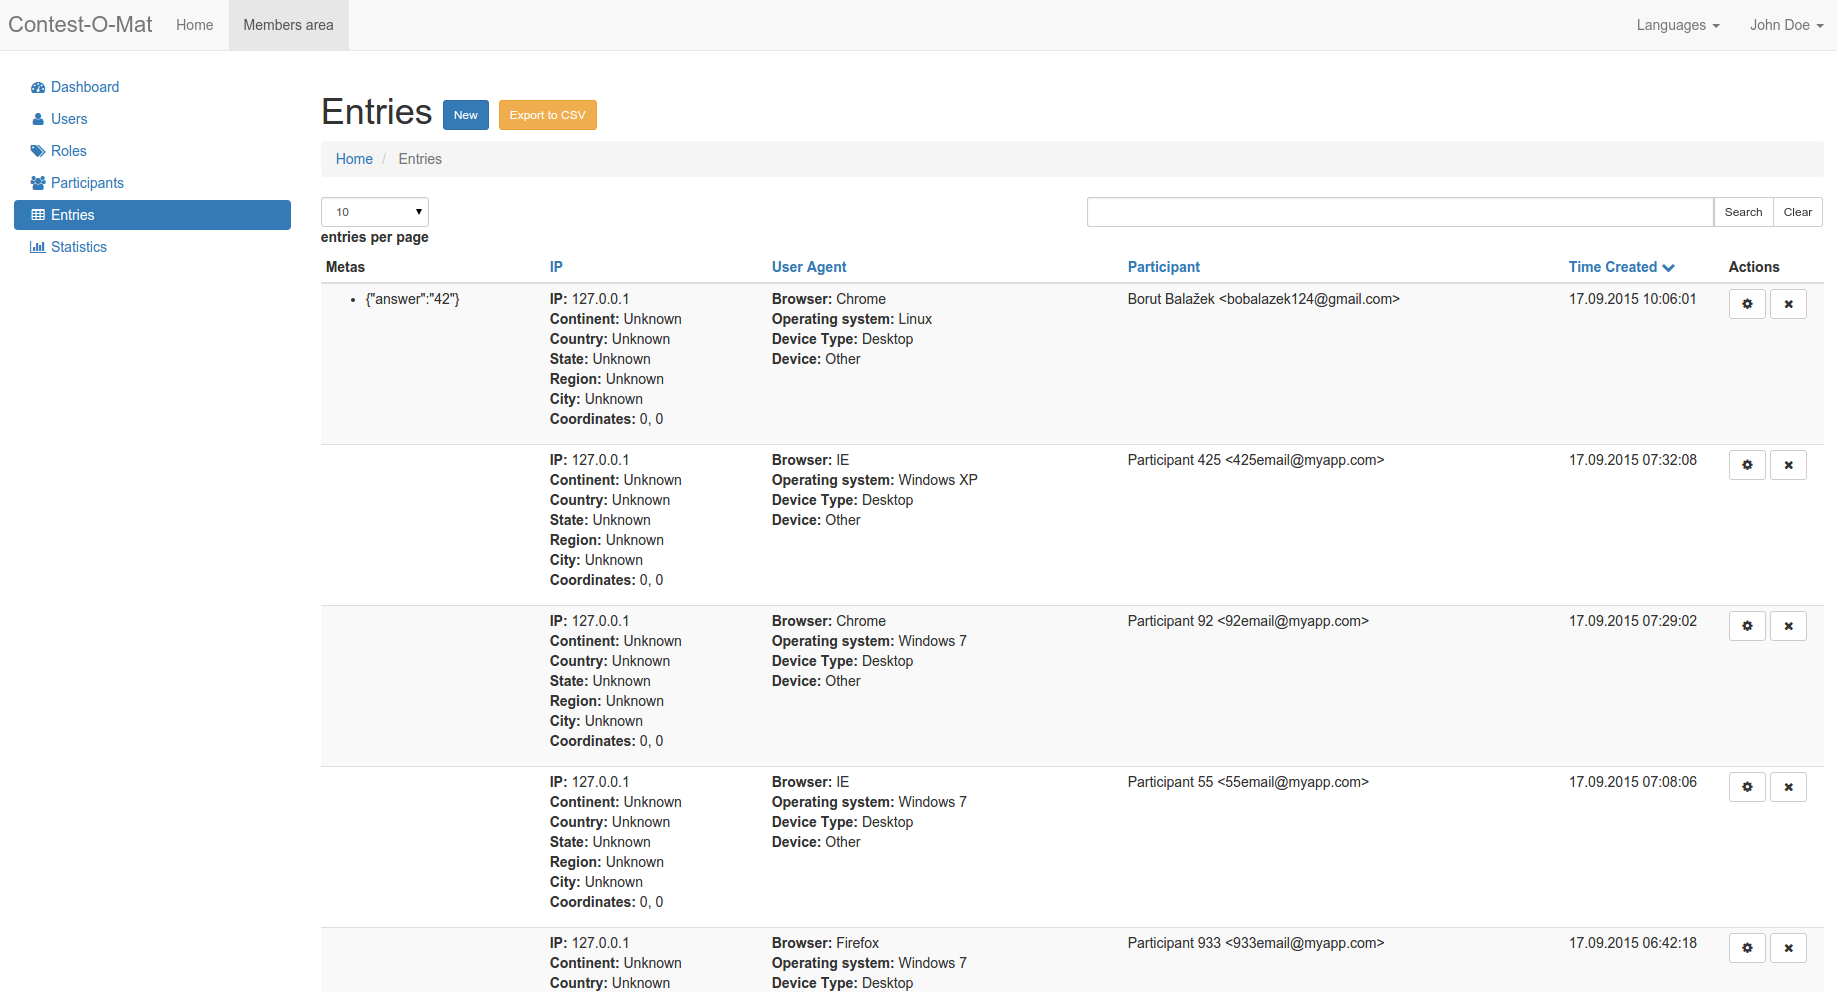 Contest-O-Mat Home Members area Languages John Doe
Dashboard
Users
Roles
Participants
Entries
Statistics
Entries New Export to CSV
Home / Entries
10
entries per page
Search Clear
Metas IP User Agent Participant Time Created Actions
• {"answer":"42"} IP: 127.0.0.1 Browser: Chrome Borut Balažek <bobalazek124@gmail.com> 17.09.2015 10:06:01
Continent: Unknown Operating system: Linux
Country: Unknown Device Type: Desktop
State: Unknown Device: Other
Region: Unknown
City: Unknown
Coordinates: 0, 0
IP: 127.0.0.1 Browser: IE Participant 425 <425email@myapp.com> 17.09.2015 07:32:08
Continent: Unknown Operating system: Windows XP
Country: Unknown Device Type: Desktop
State: Unknown Device: Other
Region: Unknown
City: Unknown
Coordinates: 0, 0
IP: 127.0.0.1 Browser: Chrome Participant 92 <92email@myapp.com> 17.09.2015 07:29:02
Continent: Unknown Operating system: Windows 7
Country: Unknown Device Type: Desktop
State: Unknown Device: Other
Region: Unknown
City: Unknown
Coordinates: 0, 0
IP: 127.0.0.1 Browser: IE Participant 55 <55email@myapp.com> 17.09.2015 07:08:06
Continent: Unknown Operating system: Windows 7
Country: Unknown Device Type: Desktop
State: Unknown Device: Other
Region: Unknown
City: Unknown
Coordinates: 0, 0
IP: 127.0.0.1 Browser: Firefox Participant 933 <933email@myapp.com> 17.09.2015 06:42:18
Continent: Unknown Operating system: Windows 7
Country: Unknown Device Type: Desktop